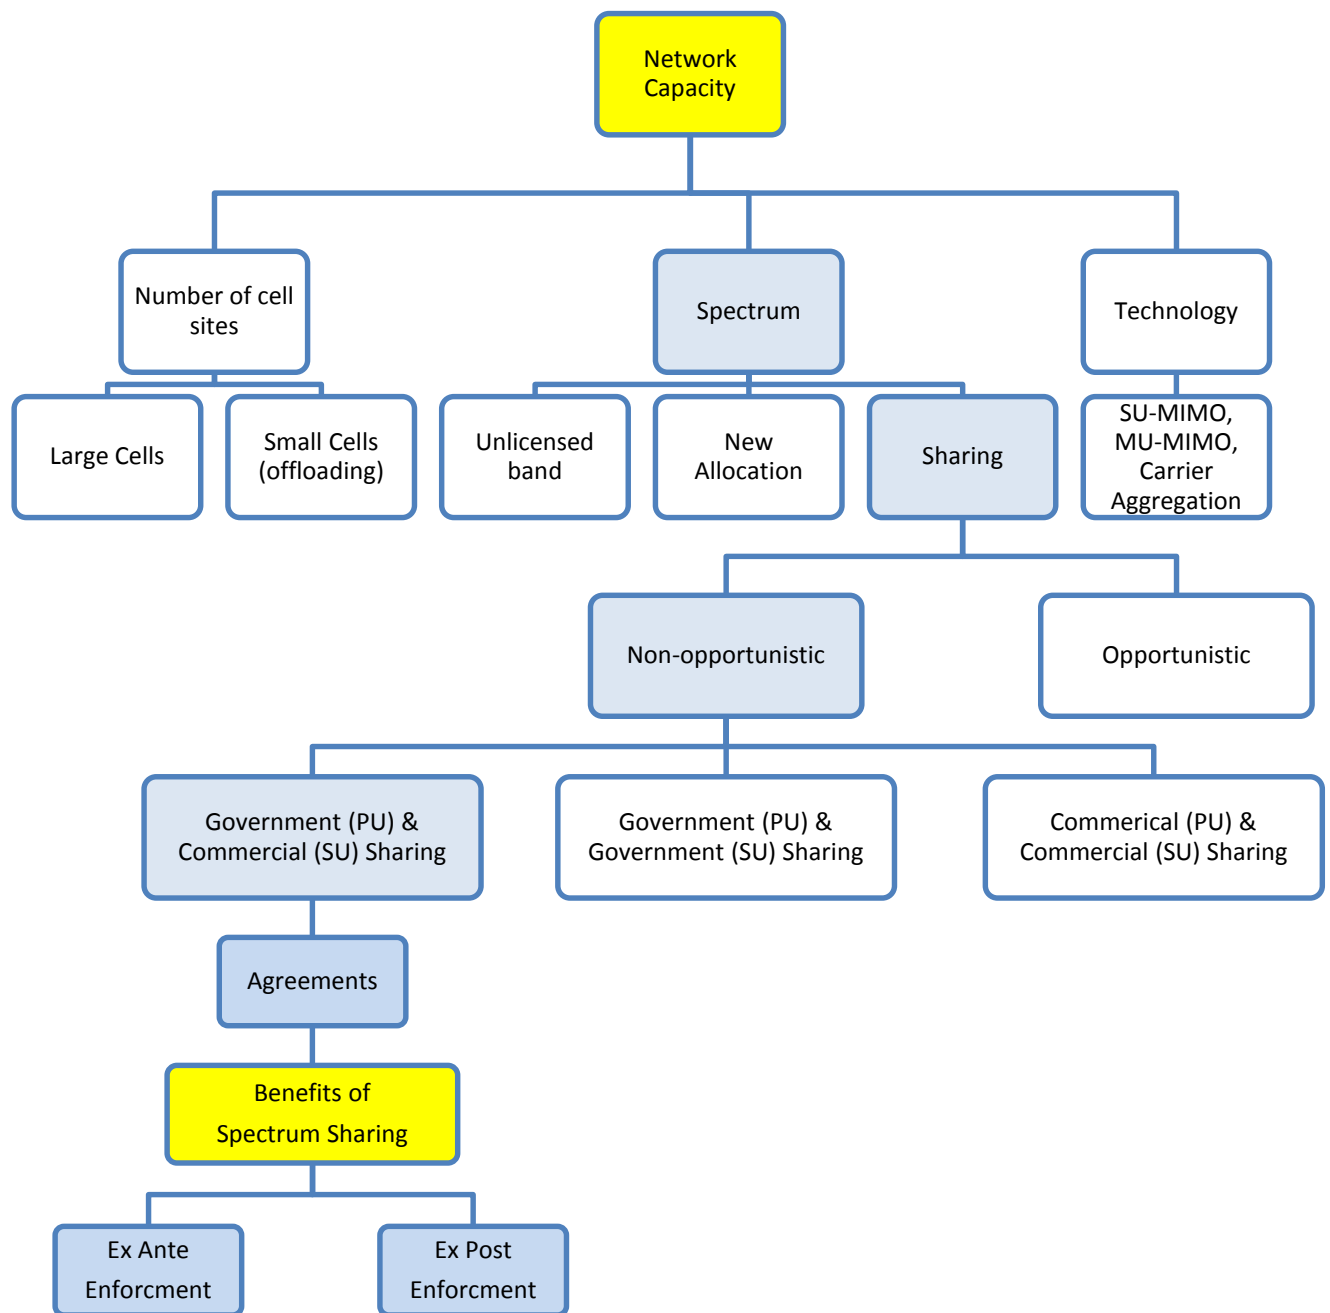 Network
Capacity
Number of cell
sites
Spectrum
Technology
Large Cells
Small Cells
(offloading)
Unlicensed
band
New
Allocation
Sharing
SU-MIMO,
MU-MIMO,
Carrier
Aggregation
Non-opportunistic
Opportunistic
Government (PU) &
Commercial (SU) Sharing
Government (PU) &
Government (SU) Sharing
Commerical (PU) &
Commercial (SU) Sharing
Agreements
Benefits of
Spectrum Sharing
Ex Ante
Enforcment
Ex Post
Enforcment